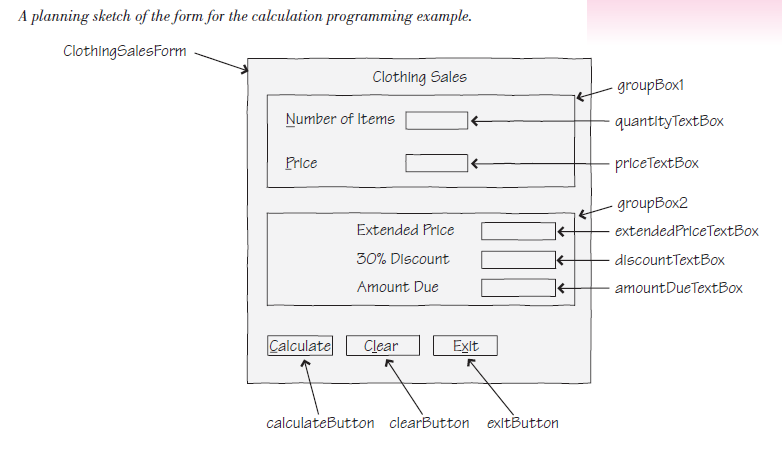 A planning sketch of the form for the calculation programming example.
ClothingSalesForm
Clothing Sales
groupBox1
Number of Items
quantityTextBox
Price
priceTextBox
groupBox2
Extended Price
extendedPriceTextBox
30% Discount
discountTextBox
Amount Due
amountDueTextBox
Calculate Clear Exit
calculateButton clearButton exitButton